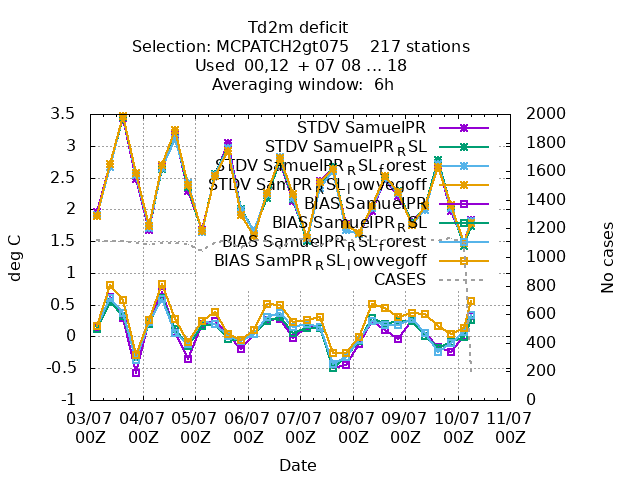 Td2m deficit
Selection: MCPATCH2gt075    217 stations
Used  00,12  + 07 08 ... 18
Averaging window:  6h
3.5
3
2.5
2
1.5
1
0.5
0
-0.5
-1
deg C
2000
1800
1600
1400
1200
1000
800
600
400
200
0
No cases
STDV SamuelPR
STDV SamuelPR_RSL
STDV SamuelPR_RSL_forest
STDV SamPR_RSL_lowvegoff
BIAS SamuelPR
BIAS SamuelPR_RSL
BIAS SamuelPR_RSL_forest
BIAS SamPR_RSL_lowvegoff
CASES
03/07 04/07 05/07 06/07 07/07 08/07 09/07 10/07 11/07
00Z 00Z 00Z 00Z 00Z 00Z 00Z 00Z 00Z
Date